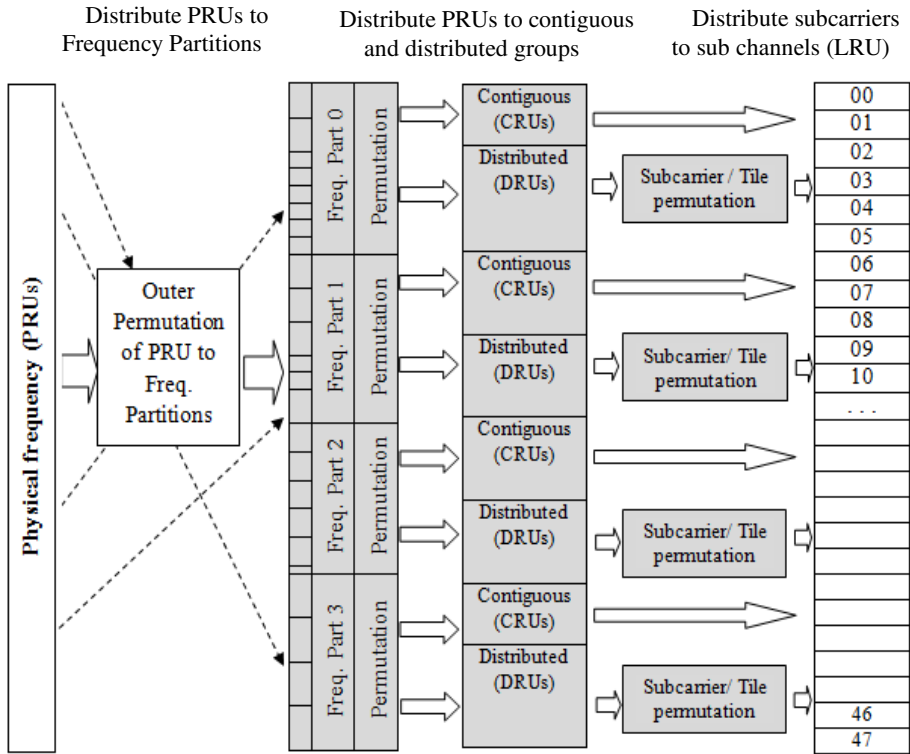 Distribute PRUs to
Frequency Partitions
Distribute PRUs to contiguous
and distributed groups
Distribute subcarriers
to sub channels (LRU)
Physical frequency (PRUs)
Outer
Permutation
of PRU to
Freq.
Partitions
Freq. Part 0
Permutation
Freq. Part 1
Permutation
Freq. Part 2
Permutation
Freq. Part 3
Permutation
Contiguous
(CRUs)
Distributed
(DRUs)
Contiguous
(CRUs)
Distributed
(DRUs)
Contiguous
(CRUs)
Distributed
(DRUs)
Contiguous
(CRUs)
Distributed
(DRUs)
Subcarrier / Tile
permutation
Subcarrier/ Tile
permutation
Subcarrier/ Tile
permutation
Subcarrier/ Tile
permutation
00
01
02
03
04
05
06
07
08
09
10
. . .
46
47